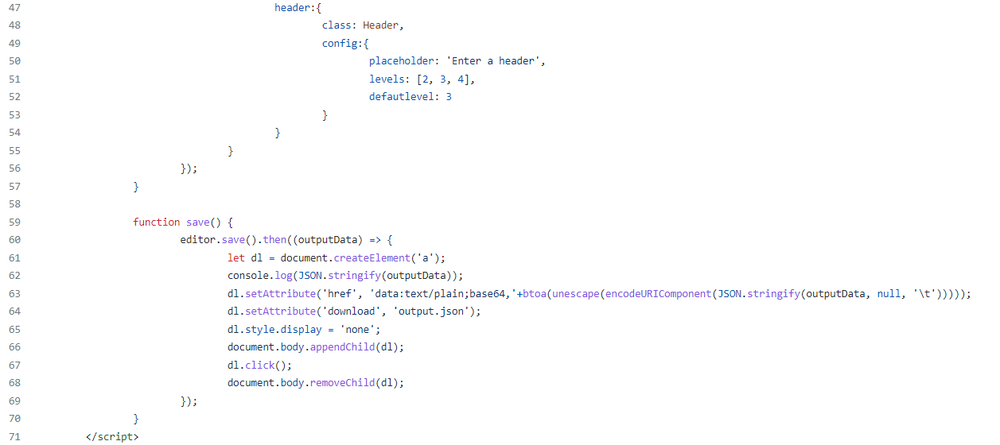 47 header:{
48 class: Header,
49 config:{
50 placeholder: 'Enter a header',
51 levels: [2, 3, 4],
52 defautlevel: 3
53 }
54 }
55 }
56 });
57 }
58
59 function save() {
60 editor.save().then((outputData) => {
61 let dl = document.createElement('a');
62 console.log(JSON.stringify(outputData));
63 dl.setAttribute('href', 'data:text/plain;base64,'+btoa(unescape(encodeURIComponent(JSON.stringify(outputData, null, '\t')))));
64 dl.setAttribute('download', 'output.json');
65 dl.style.display = 'none';
66 document.body.appendChild(dl);
67 dl.click();
68 document.body.removeChild(dl);
69 });
70 }
71 </script>